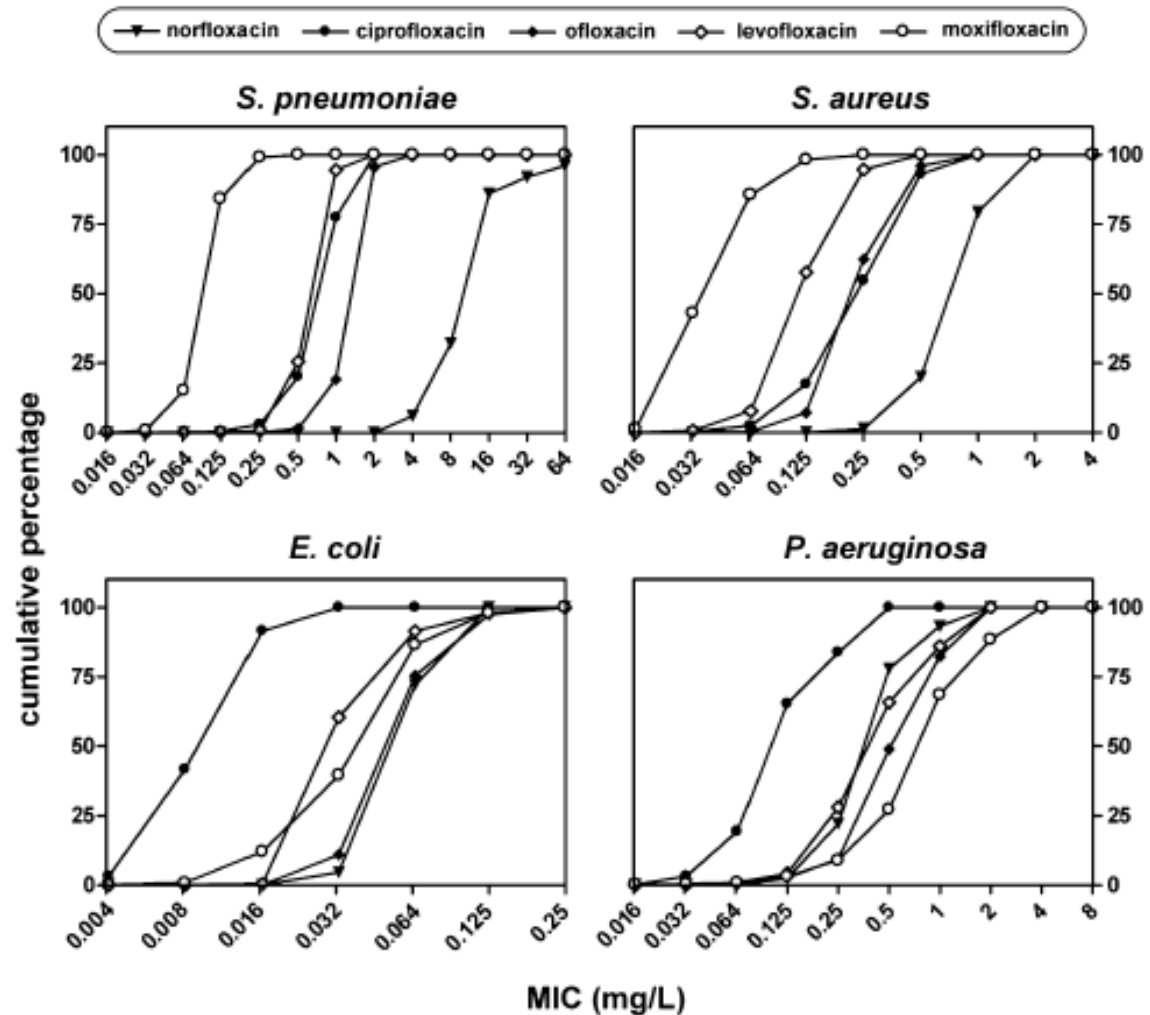 norfloxacin ciprofloxacin ofloxacin levofloxacin moxifloxacin
S. pneumoniae
S. aureus
100
75
50
25
0
100
75
50
25
0
0.016 0.032 0.064 0.125 0.25 0.5 1 2 4 8 16 32 64
0.016 0.032 0.064 0.125 0.25 0.5 1 2 4
cumulative percentage
E. coli
P. aeruginosa
100
75
50
25
0
100
75
50
25
0
0.004 0.008 0.016 0.032 0.064 0.125 0.25
0.016 0.032 0.064 0.125 0.25 0.5 1 2 4 8
MIC (mg/L)